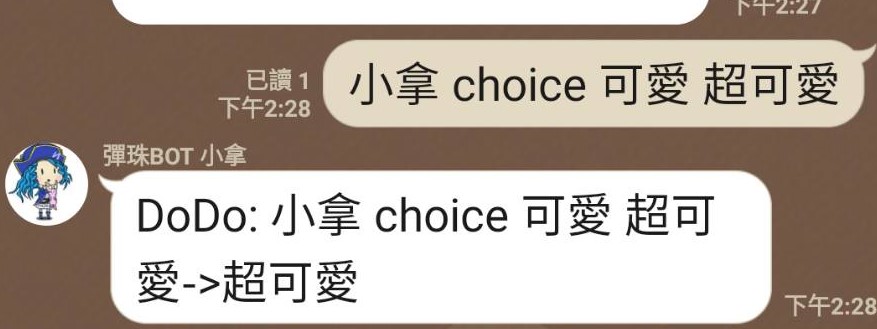 下午2:27
小拿 choice 可愛 超可愛
已讀 1
下午2:28
彈珠BOT 小拿
DoDo: 小拿 choice 可愛 超可
愛->超可愛
下午2:28